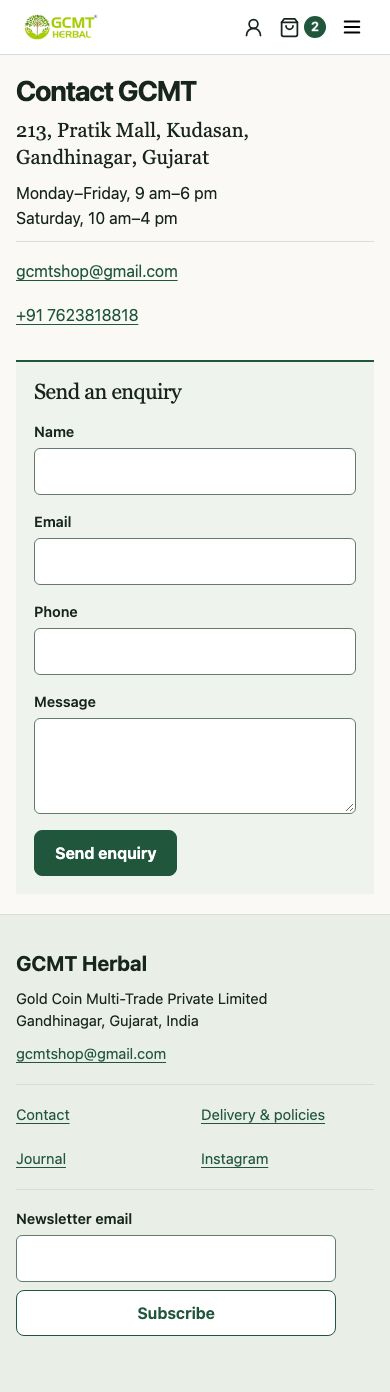 GCMT
HERBAL
2
Contact GCMT
213, Pratik Mall, Kudasan,
Gandhinagar, Gujarat
Monday–Friday, 9 am–6 pm
Saturday, 10 am–4 pm
gcmtshop@gmail.com
+91 7623818818
Send an enquiry
Name
Email
Phone
Message
Send enquiry
GCMT Herbal
Gold Coin Multi-Trade Private Limited
Gandhinagar, Gujarat, India
gcmtshop@gmail.com
Contact
Delivery & policies
Journal
Instagram
Newsletter email
Subscribe